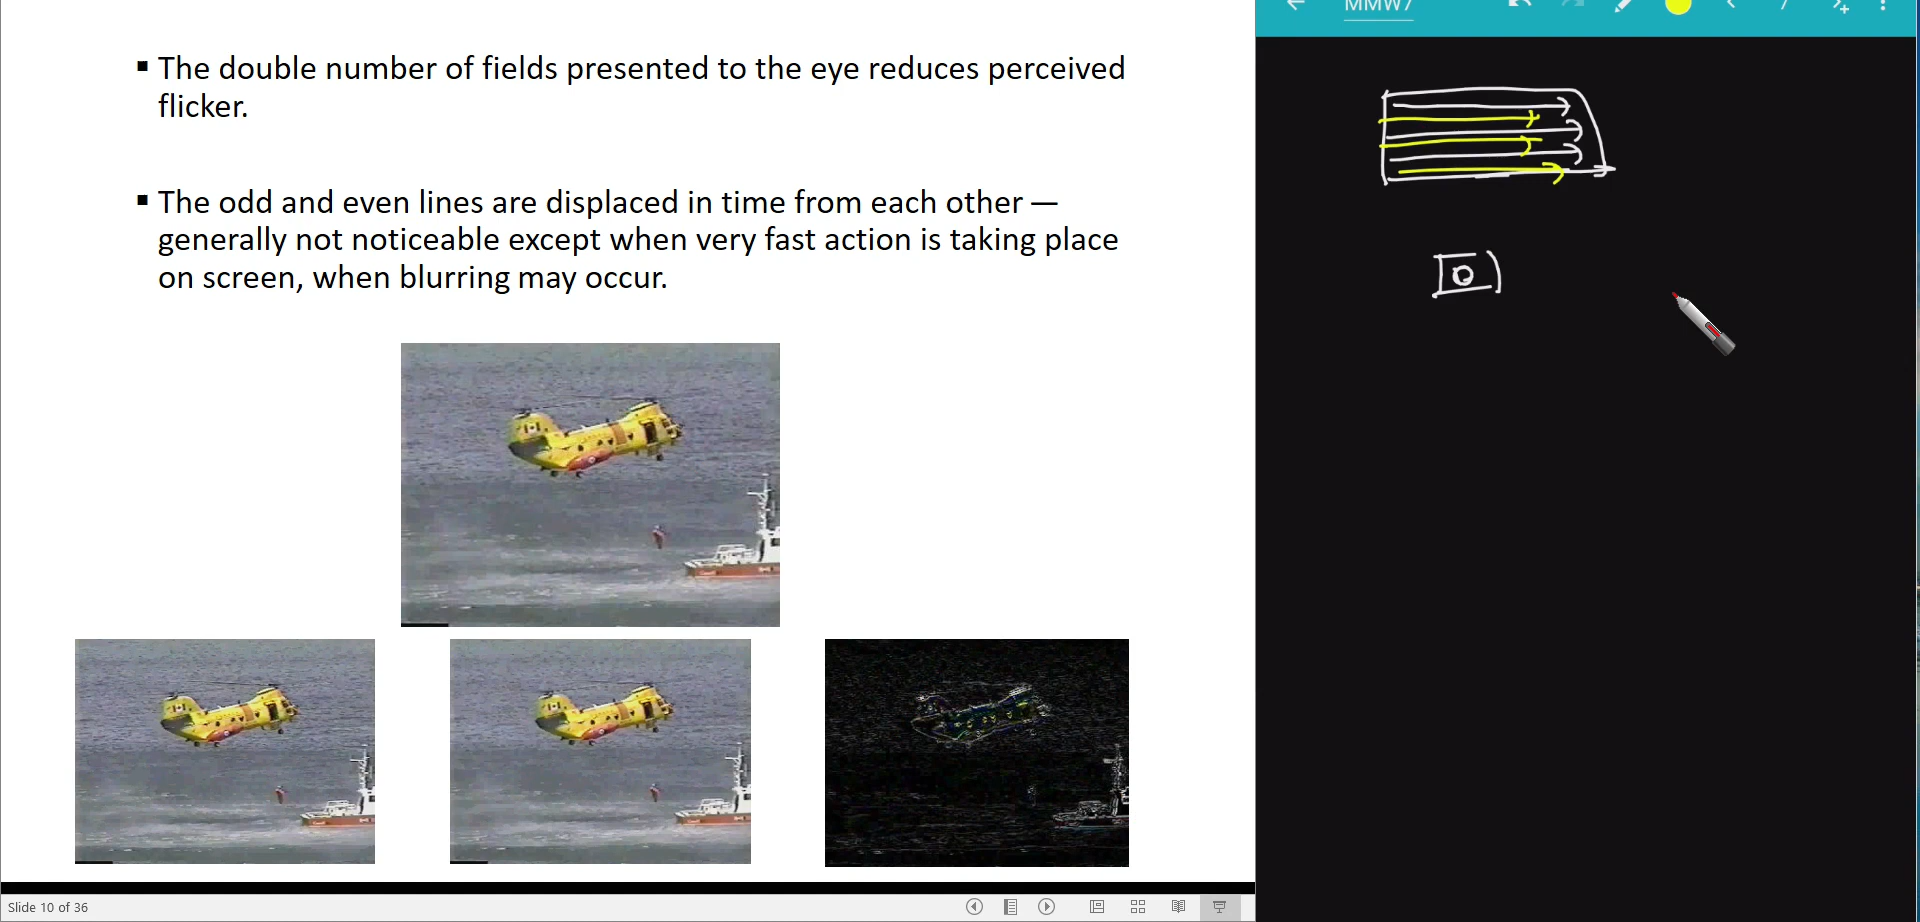 ▪ The double number of fields presented to the eye reduces perceived
flicker.
▪ The odd and even lines are displaced in time from each other —
generally not noticeable except when very fast action is taking place
on screen, when blurring may occur.
Slide 10 of 36
MMW7